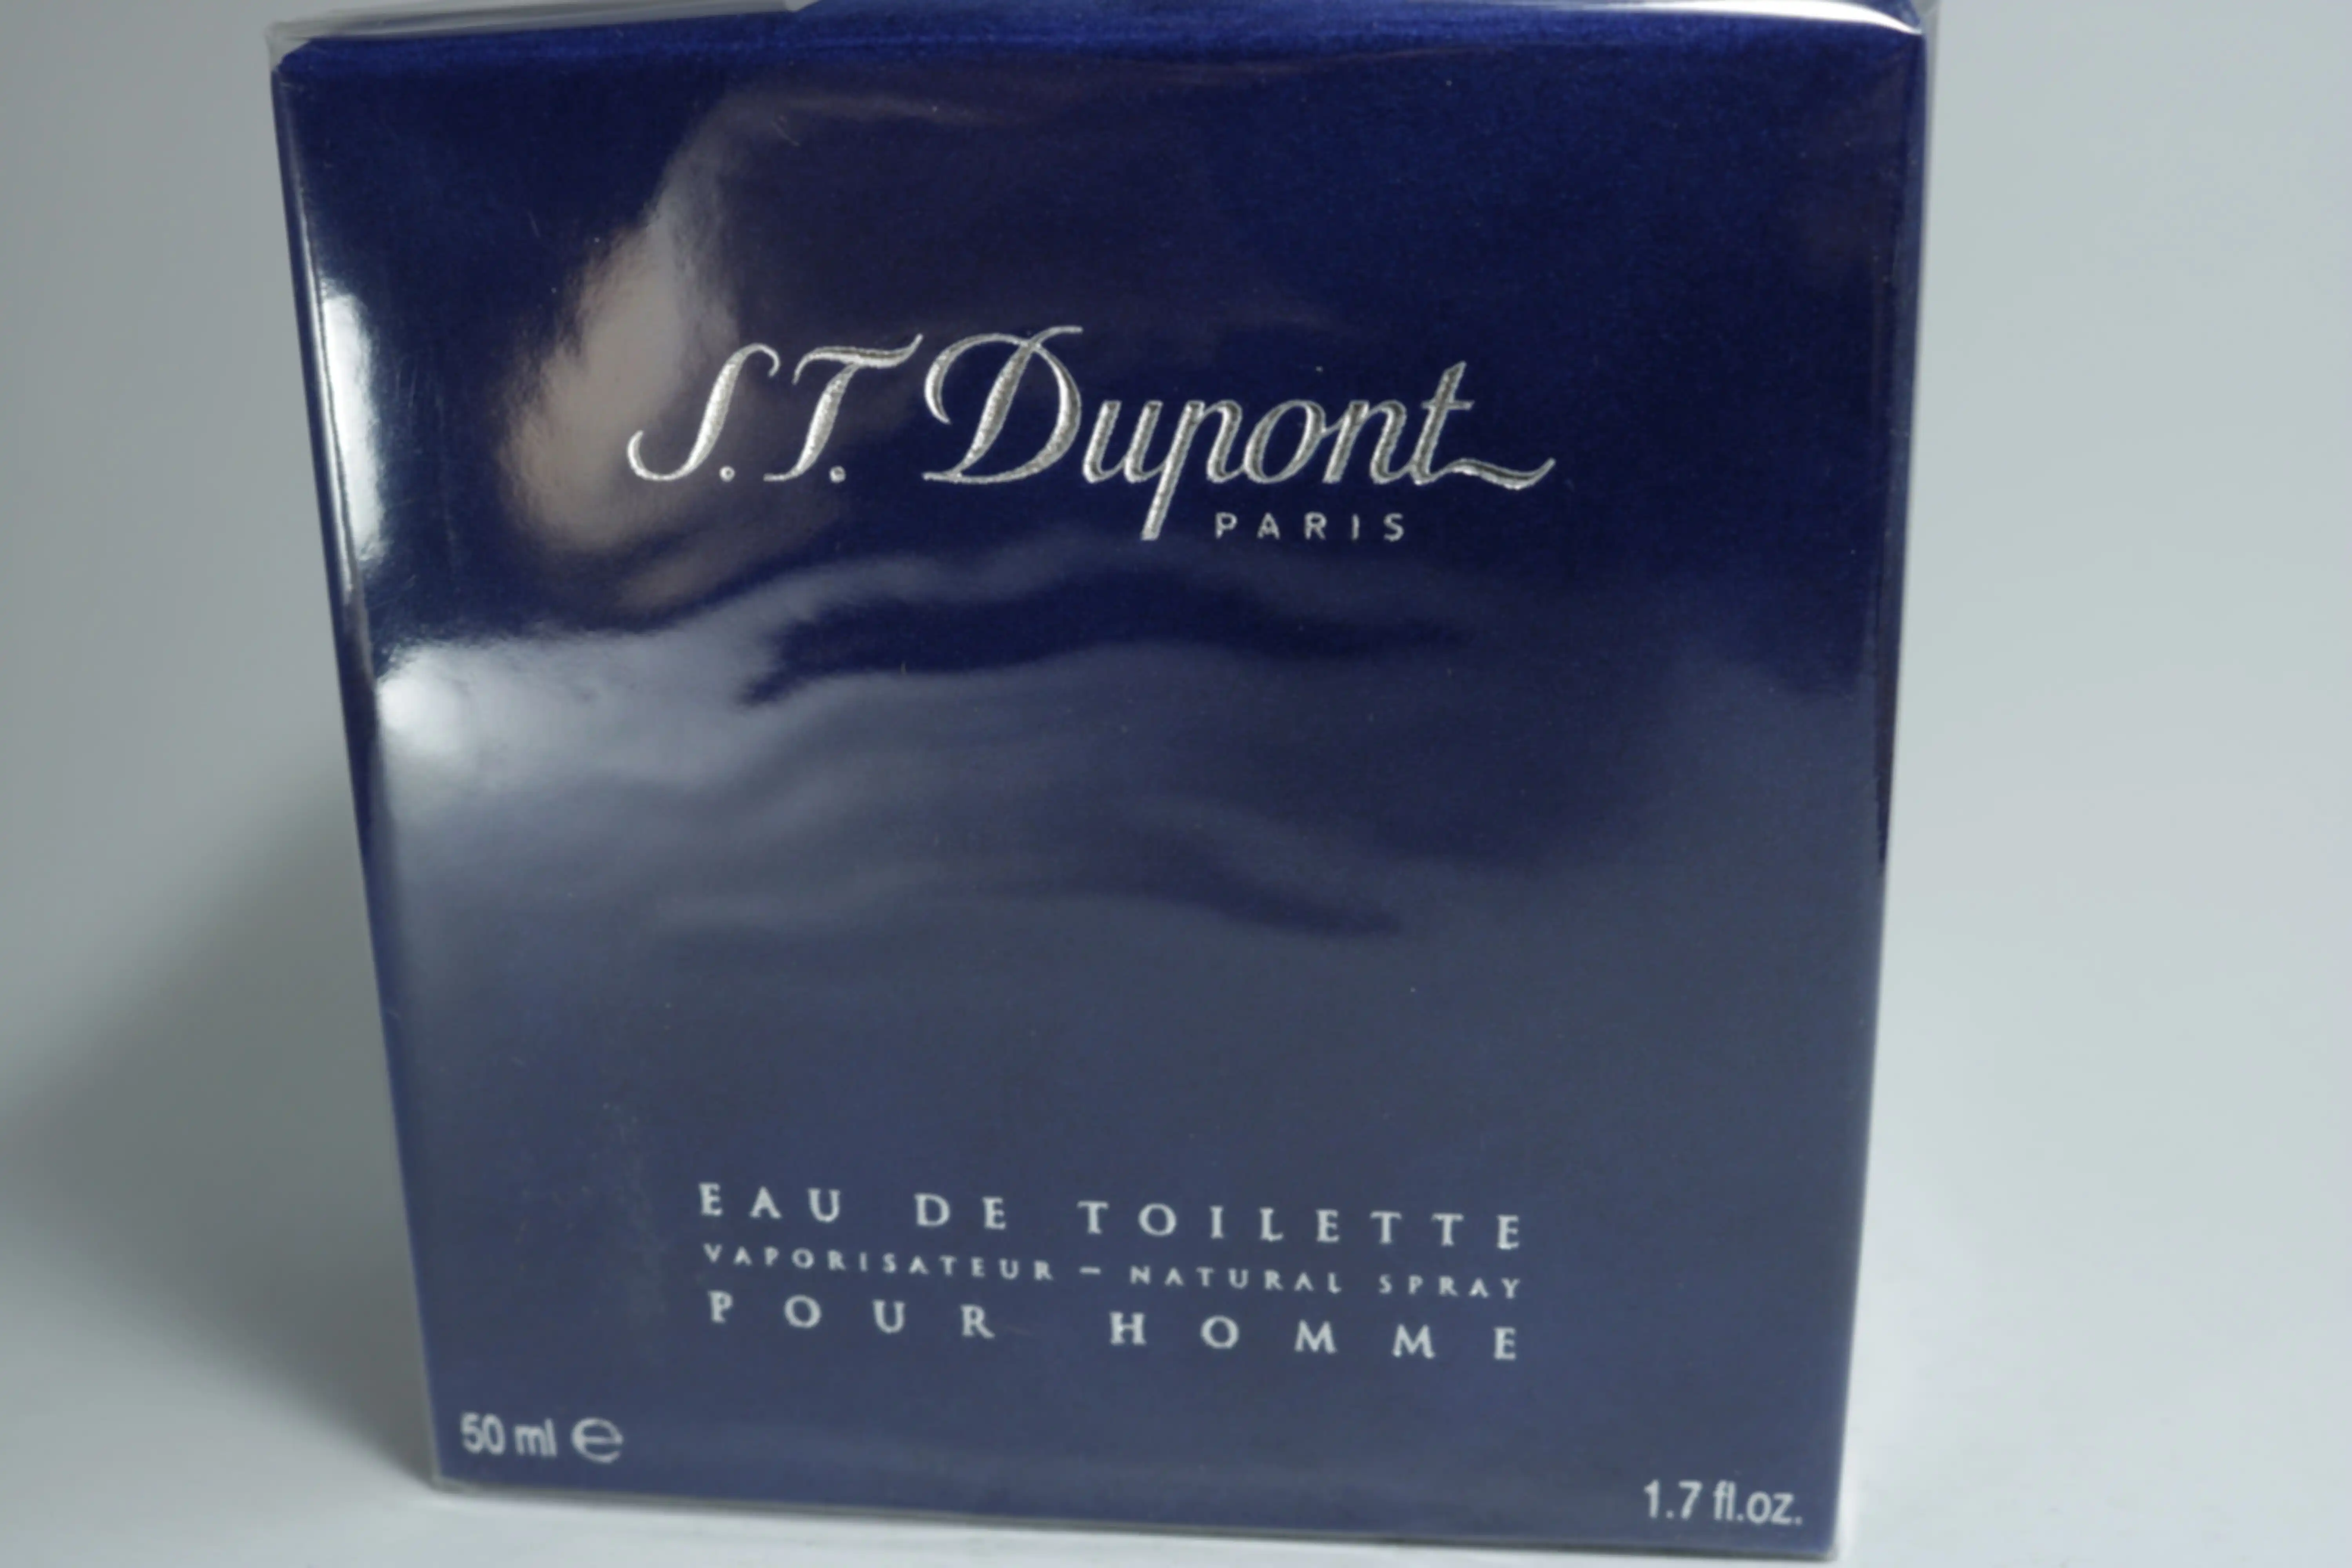 S.T. Dupont
PARIS
EAU DE TOILETTE
VAPORISATEUR – NATURAL SPRAY
POUR HOMME
50 ml ℮
1.7 fl.oz.